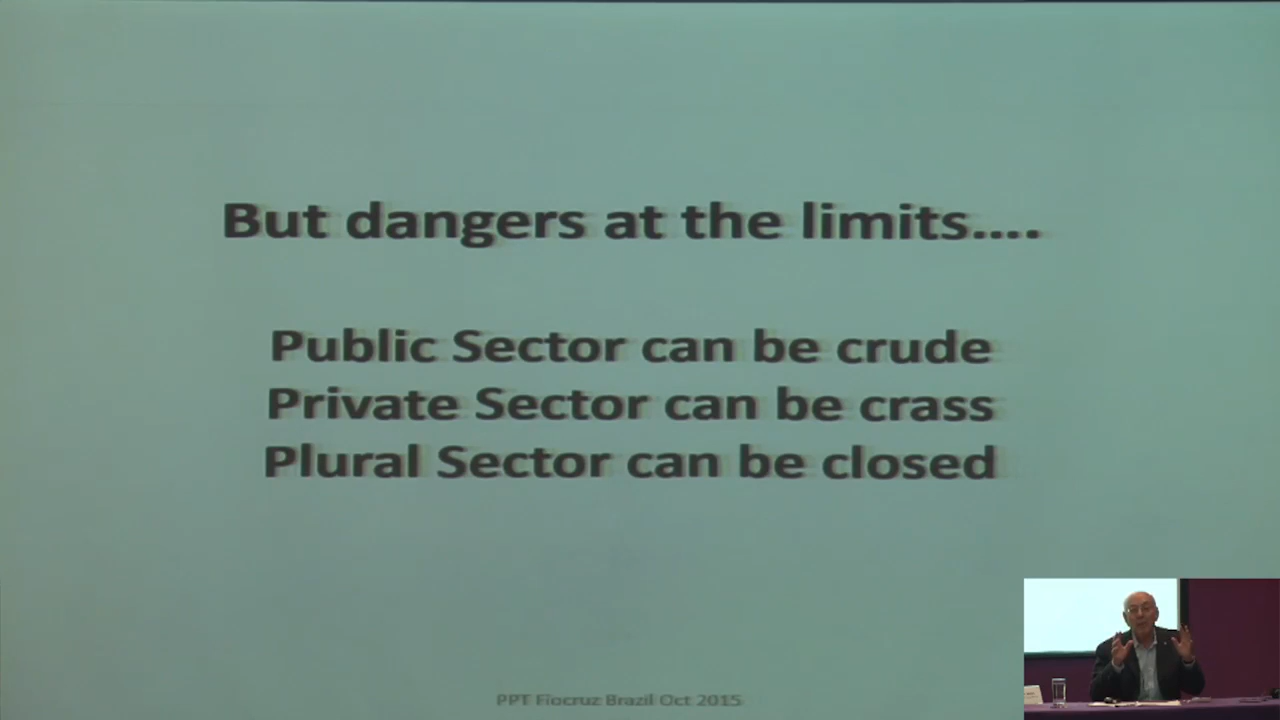 But dangers at the limits....
Public Sector can be crude
Private Sector can be crass
Plural Sector can be closed
PPT Fiocruz Brazil Oct 2015